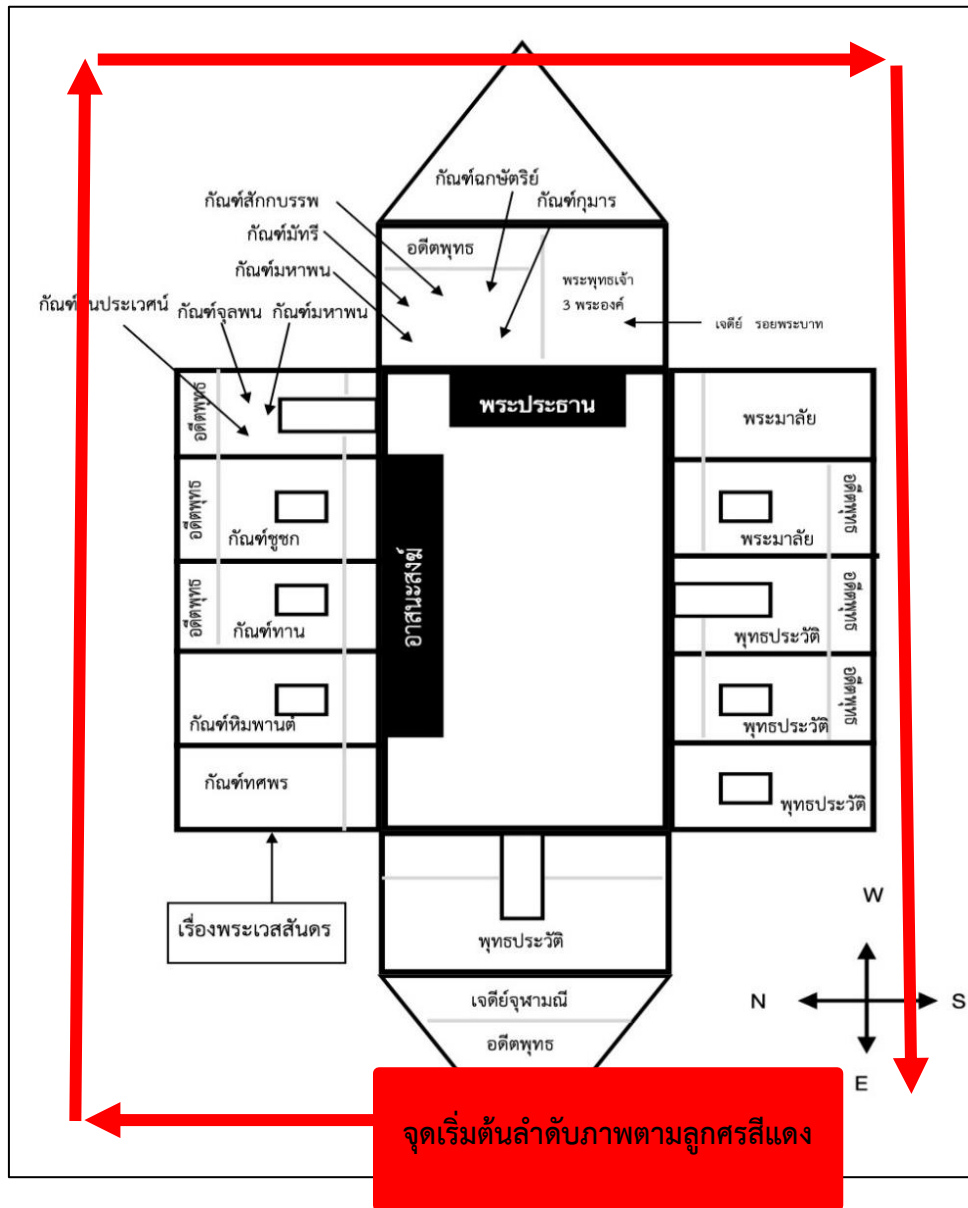 กัณฑ์ฉกษัตริย์
กัณฑ์สักกบรรพ
กัณฑ์กุมาร
กัณฑ์มัทรี
อดีตพุทธ
กัณฑ์มหาพน
พระพุทธเจ้า
3 พระองค์
กัณฑ์
นประเวศน์
กัณฑ์จุลพน
กัณฑ์มหาพน
เจดีย์ รอยพระบาท
พระประธาน
อดีตพุทธ
พระมาลัย
อดีตพุทธ
กัณฑ์ชูชก
อาสนะสงฆ์
พระมาลัย
อดีตพุทธ
อดีตพุทธ
กัณฑ์ทาน
พุทธประวัติ
อดีตพุทธ
กัณฑ์หิมพานต์
พุทธประวัติ
อดีตพุทธ
กัณฑ์ทศพร
พุทธประวัติ
เรื่องพระเวสสันดร
พุทธประวัติ
เจดีย์จุฬามณี
อดีตพุทธ
W
N
S
E
จุดเริ่มต้นลำดับภาพตามลูกศรสีแดง